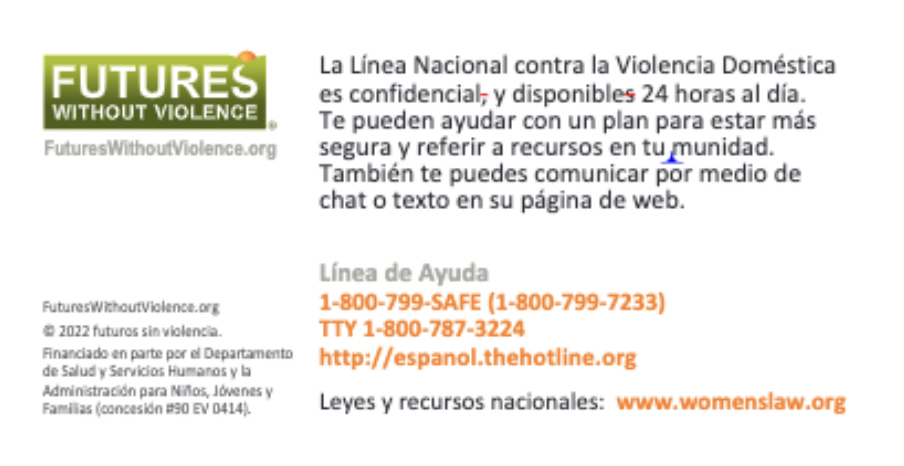 FUTURES
WITHOUT VIOLENCE
®
FuturesWithoutViolence.org
La Línea Nacional contra la Violencia Doméstica
es confidencial, y disponibles 24 horas al día.
Te pueden ayudar con un plan para estar más
segura y referir a recursos en tu munidad.
También te puedes comunicar por medio de
chat o texto en su página de web.
Línea de Ayuda
1-800-799-SAFE (1-800-799-7233)
TTY 1-800-787-3224
http://espanol.thehotline.org
Leyes y recursos nacionales: www.womenslaw.org
FuturesWithoutViolence.org
© 2022 futuros sin violencia.
Financiado en parte por el Departamento
de Salud y Servicios Humanos y la
Administración para Niños, Jóvenes y
Familias (concesión #90 EV 0414).